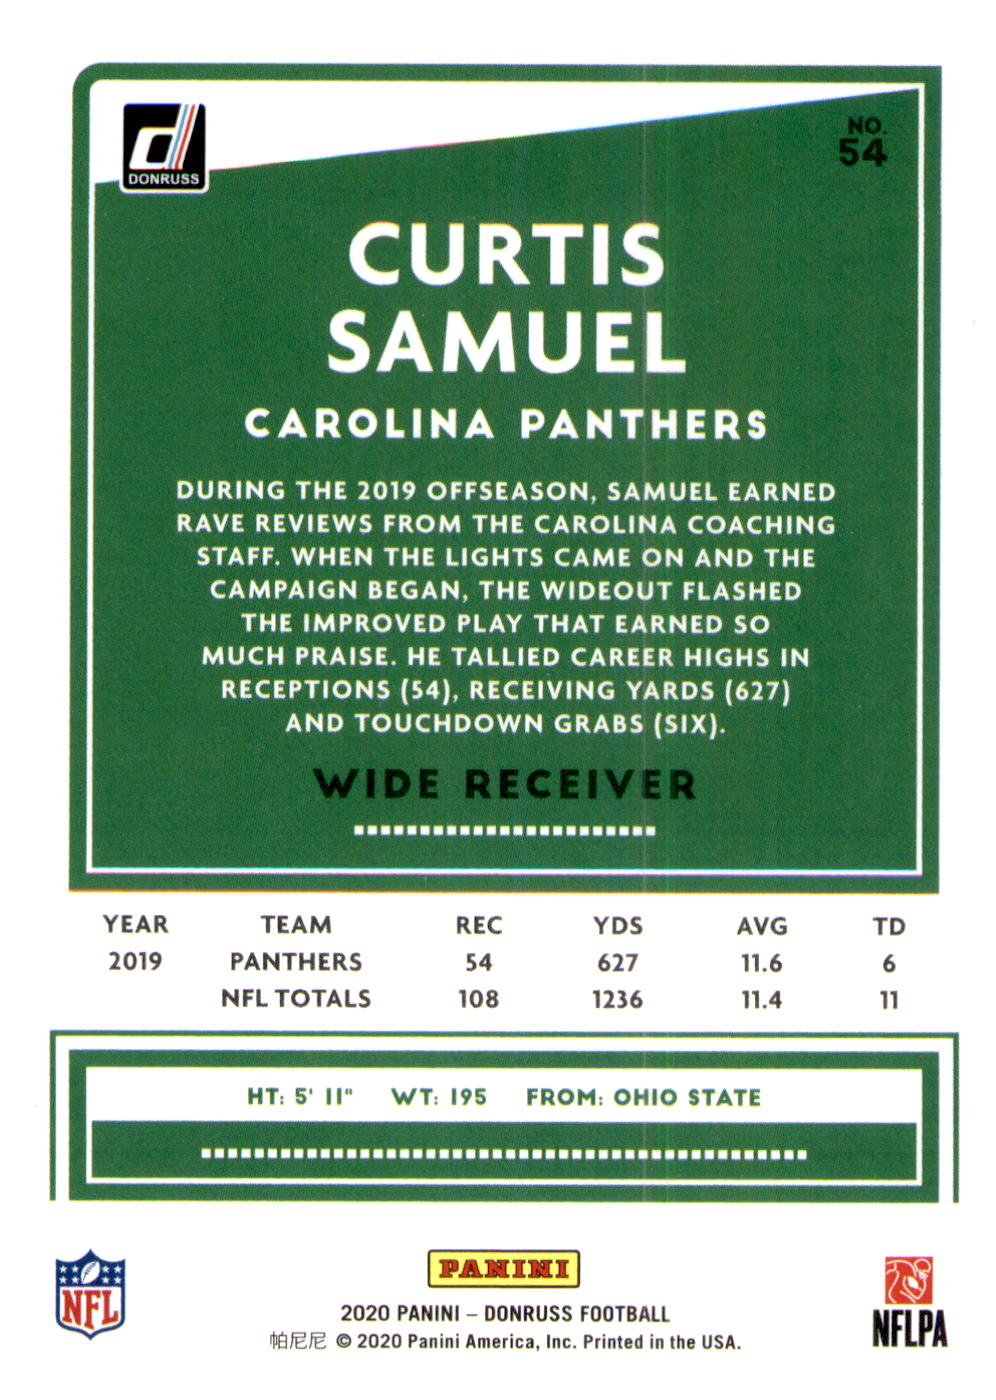 DONRUSS
NO.
54
CURTIS
SAMUEL
CAROLINA PANTHERS
DURING THE 2019 OFFSEASON, SAMUEL EARNED
RAVE REVIEWS FROM THE CAROLINA COACHING
STAFF. WHEN THE LIGHTS CAME ON AND THE
CAMPAIGN BEGAN, THE WIDEOUT FLASHED
THE IMPROVED PLAY THAT EARNED SO
MUCH PRAISE. HE TALLIED CAREER HIGHS IN
RECEPTIONS (54), RECEIVING YARDS (627)
AND TOUCHDOWN GRABS (SIX).
WIDE RECEIVER
YEAR TEAM REC YDS AVG TD
2019 PANTHERS 54 627 11.6 6
NFL TOTALS 108 1236 11.4 11
HT: 5' 11" WT: 195 FROM: OHIO STATE
NFL
PANINI
2020 PANINI – DONRUSS FOOTBALL
帕尼尼 © 2020 Panini America, Inc. Printed in the USA.
NFLPA